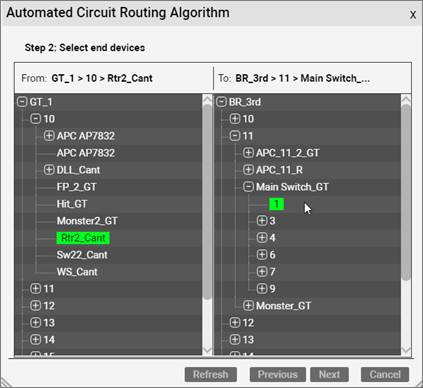 Automated Circuit Routing Algorithm x
Step 2: Select end devices
From: GT_1 > 10 > Rtr2_Cant
To: BR_3rd > 11 > Main Switch_...
GT_1
10
APC AP7832
APC AP7832
DLL_Cant
FP_2_GT
Hit_GT
Monster2_GT
Rtr2_Cant
Sw22_Cant
WS_Cant
11
12
13
14
BR_3rd
10
11
APC_11_2_GT
APC_11_R
Main Switch_GT
1
3
4
6
7
9
Monster_GT
12
13
14
Refresh Previous Next Cancel